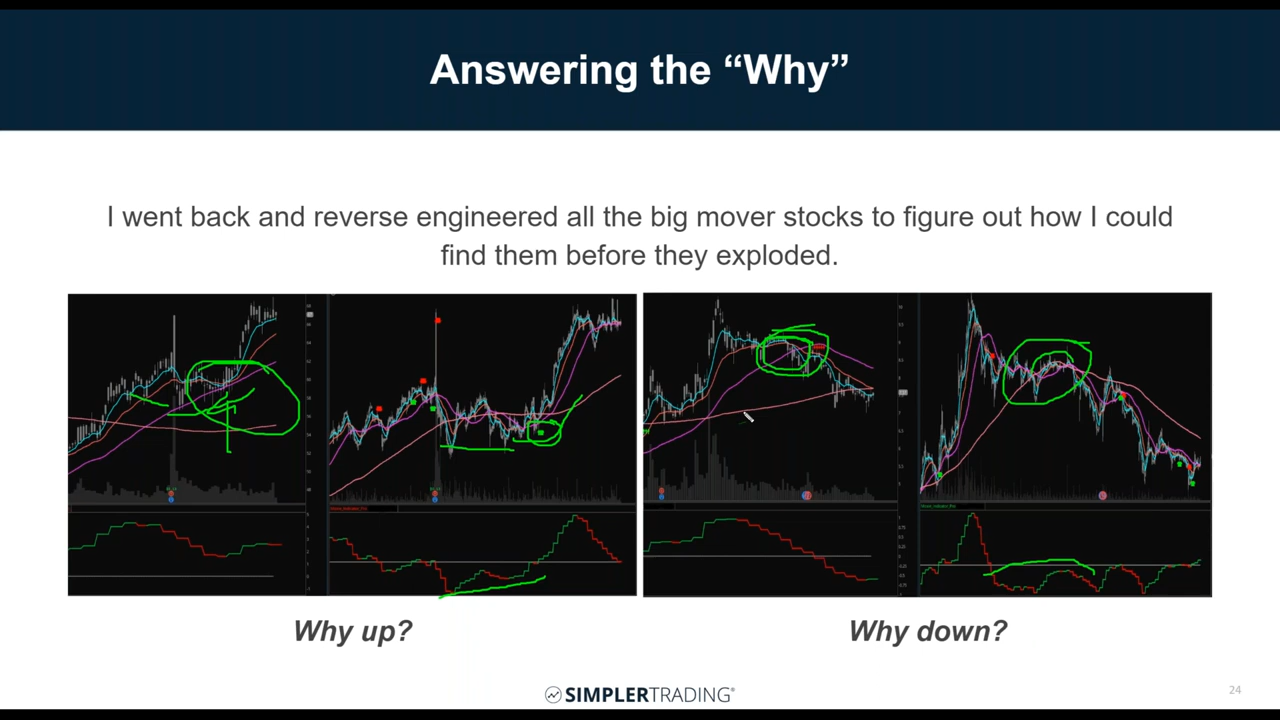 Answering the “Why”
I went back and reverse engineered all the big mover stocks to figure out how I could
find them before they exploded.
Why up?
Why down?
SIMPLERTRADING®
24